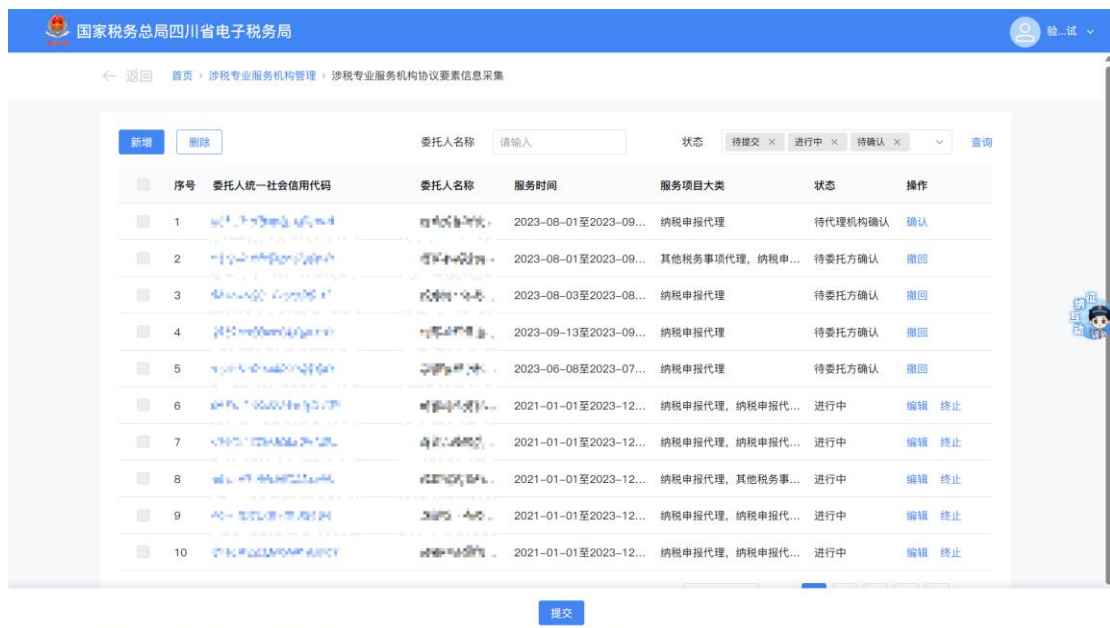 国家税务总局四川省电子税务局 验...试
← 返回 首页 > 涉税专业服务机构管理 > 涉税专业服务机构协议要素信息采集
新增 删除 委托人名称 请输入 状态 待提交 × 进行中 × 待确认 × 查询
序号 委托人统一社会信用代码 委托人名称 服务时间 服务项目大类 状态 操作
1 2023-08-01至2023-09... 纳税申报代理 待代理机构确认 确认
2 2023-08-01至2023-09... 其他税务事项代理, 纳税申... 待委托方确认 撤回
3 2023-08-03至2023-08... 纳税申报代理 待委托方确认 撤回
4 2023-09-13至2023-09... 纳税申报代理 待委托方确认 撤回
5 2023-06-08至2023-07... 纳税申报代理 待委托方确认 撤回
6 2021-01-01至2023-12... 纳税申报代理, 纳税申报代... 进行中 编辑 终止
7 2021-01-01至2023-12... 纳税申报代理, 纳税申报代... 进行中 编辑 终止
8 2021-01-01至2023-12... 纳税申报代理, 其他税务事... 进行中 编辑 终止
9 2021-01-01至2023-12... 纳税申报代理, 纳税申报代... 进行中 编辑 终止
10 2021-01-01至2023-12... 纳税申报代理, 纳税申报代... 进行中 编辑 终止
征纳互动
提交